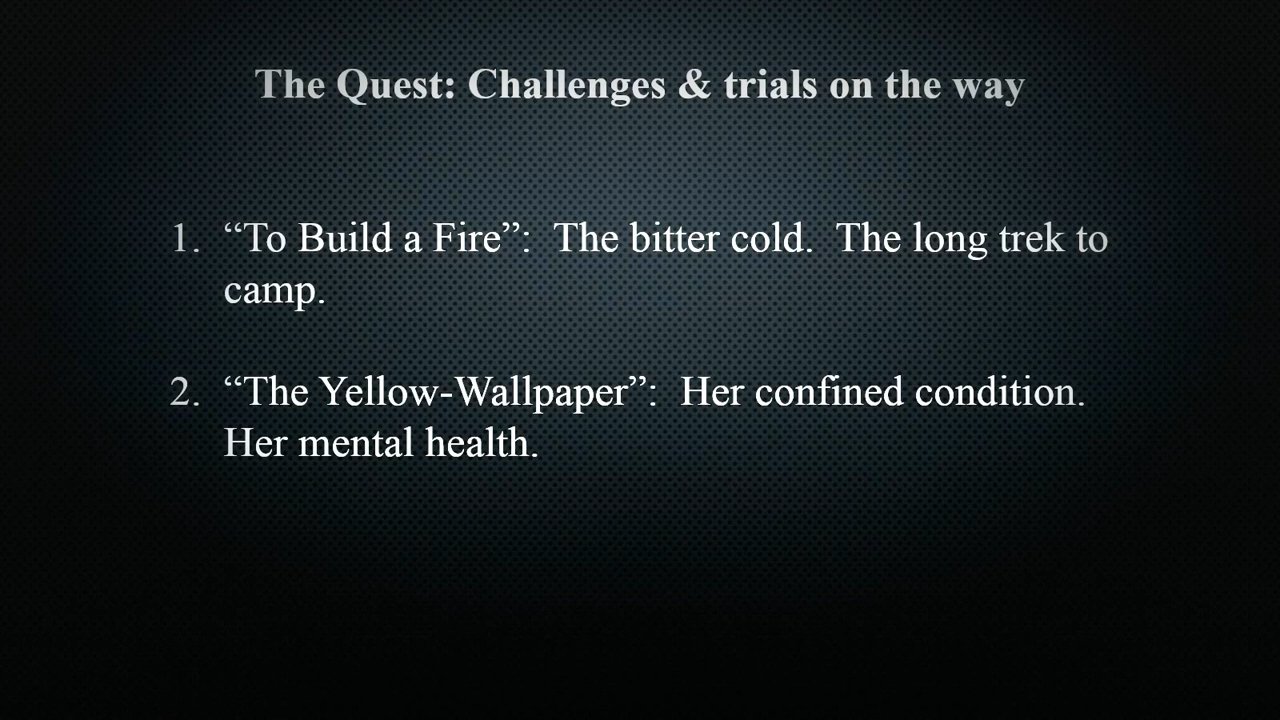 The Quest: Challenges & trials on the way
1. “To Build a Fire”:  The bitter cold.  The long trek to
camp.
2. “The Yellow-Wallpaper”:  Her confined condition.
Her mental health.